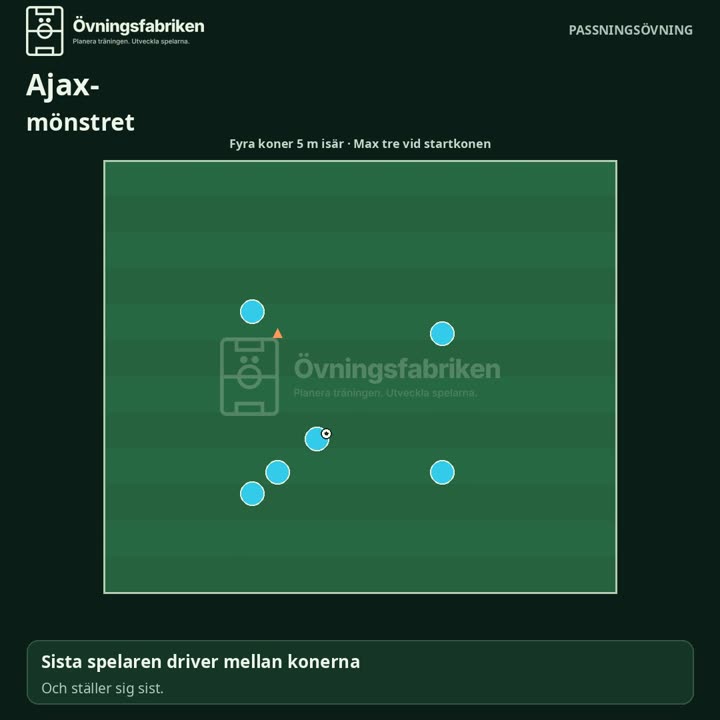 Övningsfabriken
Planera träningen. Utveckla spelarna.
PASSNINGSÖVNING
Ajax-
mönstret
Fyra koner 5 m isär · Max tre vid startkonen
Övningsfabriken
Planera träningen. Utveckla spelarna.
Sista spelaren driver mellan konerna
Och ställer sig sist.